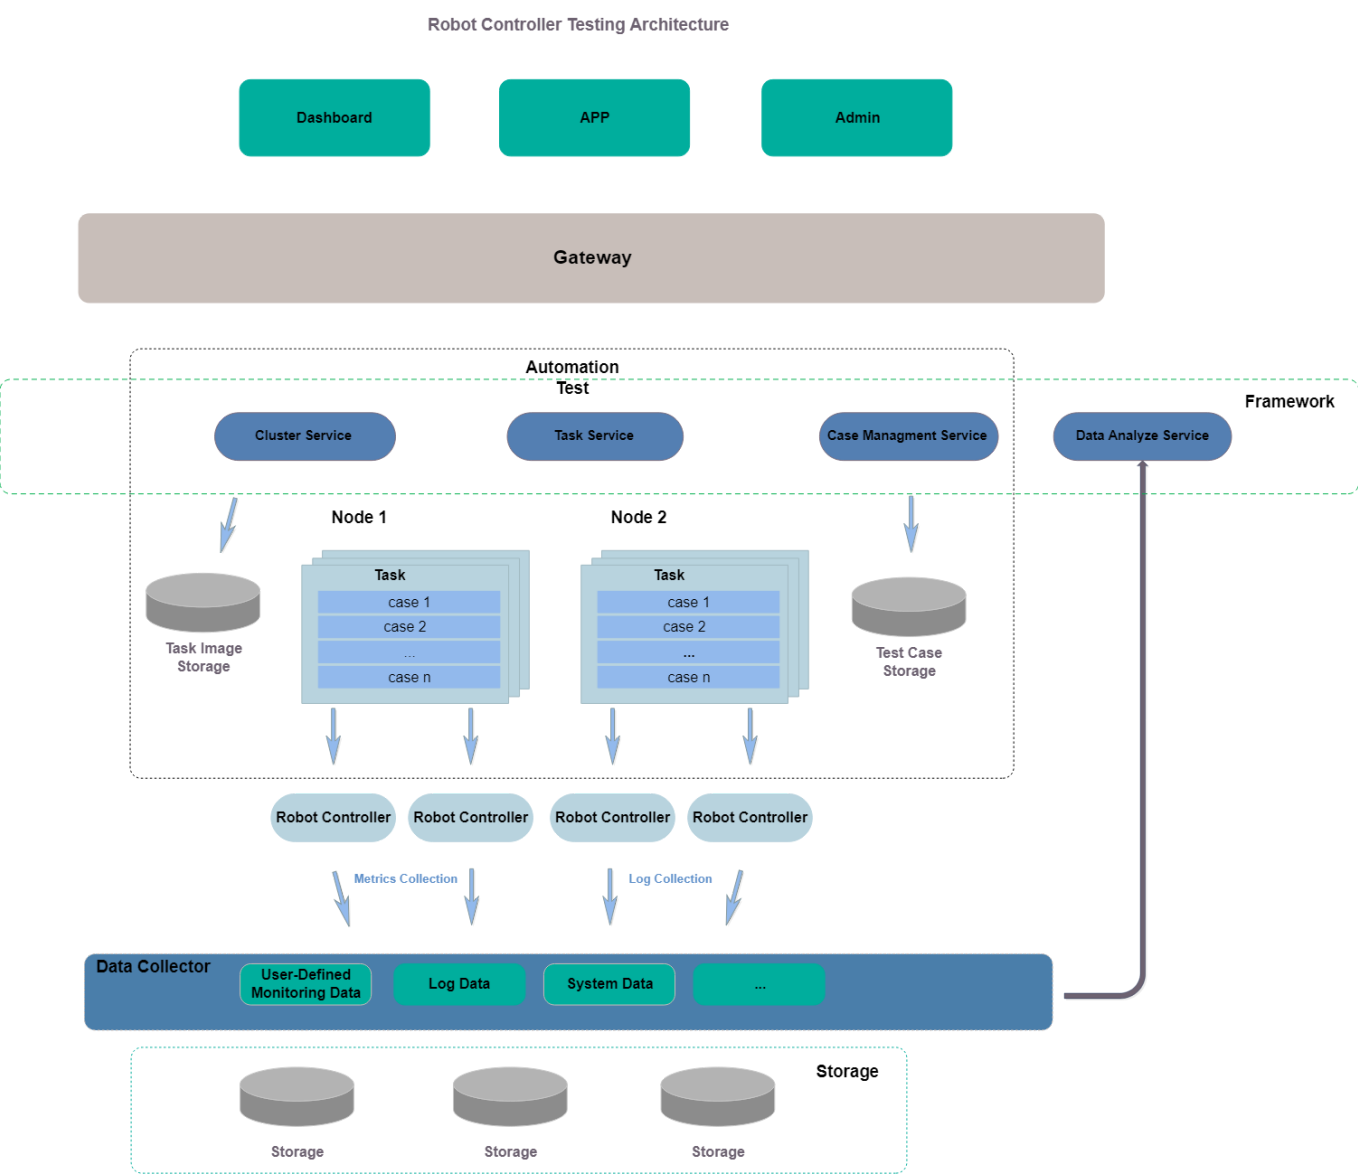 Robot Controller Testing Architecture
Dashboard
APP
Admin
Gateway
Automation
Test
Framework
Cluster Service
Task Service
Case Managment Service
Data Analyze Service
Node 1
Node 2
Task
case 1
case 2
...
case n
Task
case 1
case 2
...
case n
Task Image
Storage
Test Case
Storage
Robot Controller
Robot Controller
Robot Controller
Robot Controller
Metrics Collection
Log Collection
Data Collector
User-Defined
Monitoring Data
Log Data
System Data
...
Storage
Storage
Storage
Storage